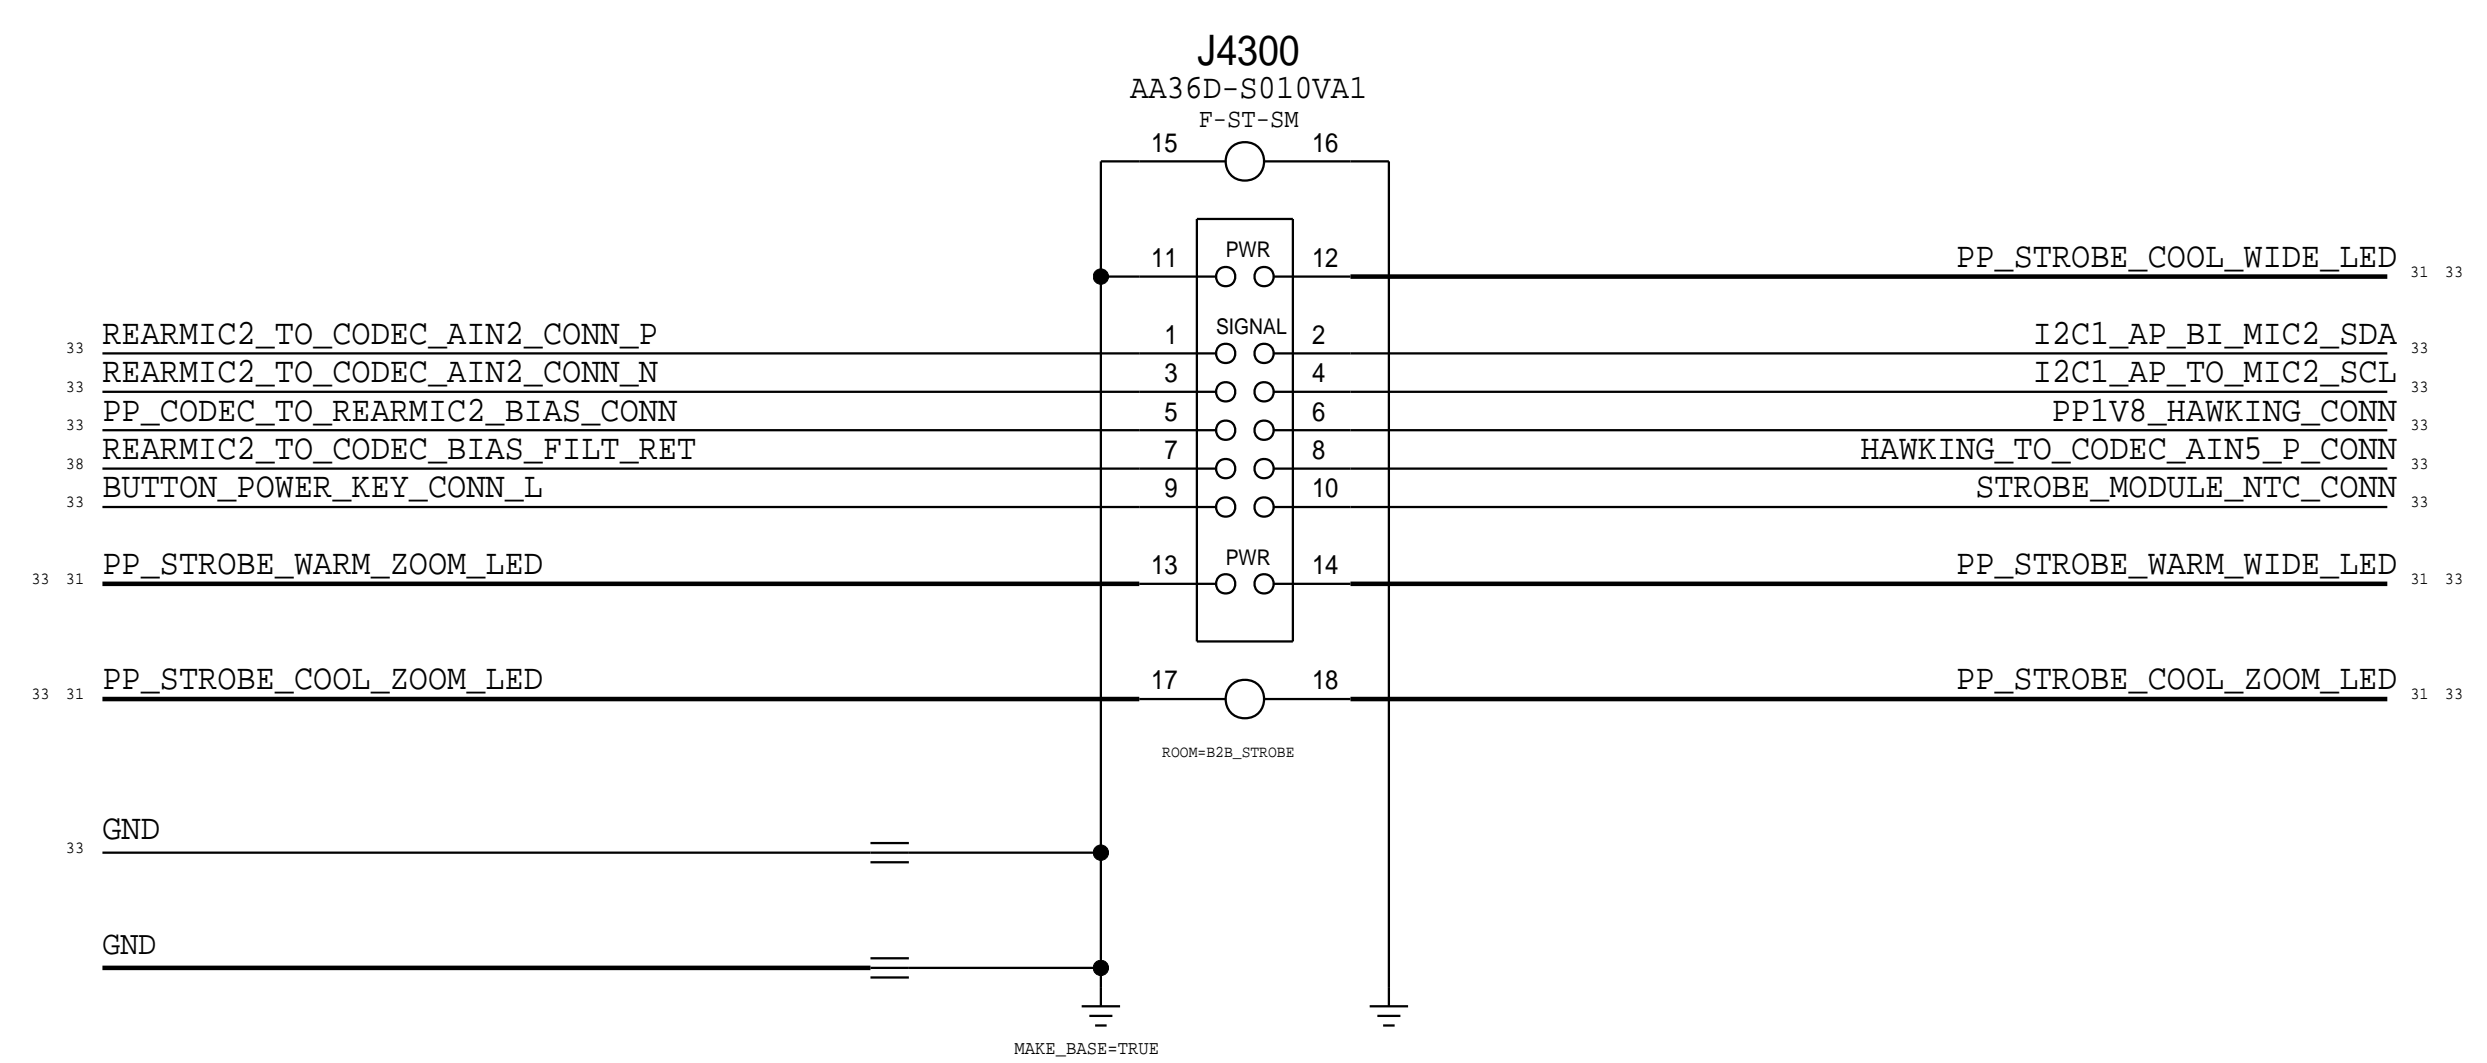 J4300
AA36D-S010VA1
F-ST-SM
15 16
11 PWR 12 PP_STROBE_COOL_WIDE_LED 31 33
33 REARMIC2_TO_CODEC_AIN2_CONN_P 1 SIGNAL 2 I2C1_AP_BI_MIC2_SDA 33
33 REARMIC2_TO_CODEC_AIN2_CONN_N 3 4 I2C1_AP_TO_MIC2_SCL 33
33 PP_CODEC_TO_REARMIC2_BIAS_CONN 5 6 PP1V8_HAWKING_CONN 33
38 REARMIC2_TO_CODEC_BIAS_FILT_RET 7 8 HAWKING_TO_CODEC_AIN5_P_CONN 33
33 BUTTON_POWER_KEY_CONN_L 9 10 STROBE_MODULE_NTC_CONN 33
33 31 PP_STROBE_WARM_ZOOM_LED 13 PWR 14 PP_STROBE_WARM_WIDE_LED 31 33
33 31 PP_STROBE_COOL_ZOOM_LED 17 18 PP_STROBE_COOL_ZOOM_LED 31 33
ROOM=B2B_STROBE
33 GND
GND
MAKE_BASE=TRUE